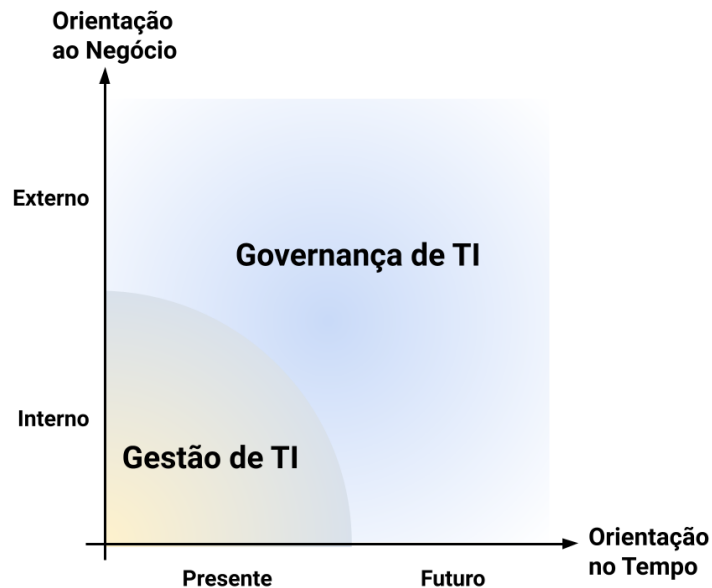 Orientação
ao Negócio
Externo
Governança de TI
Interno
Gestão de TI
Orientação
no Tempo
Presente
Futuro